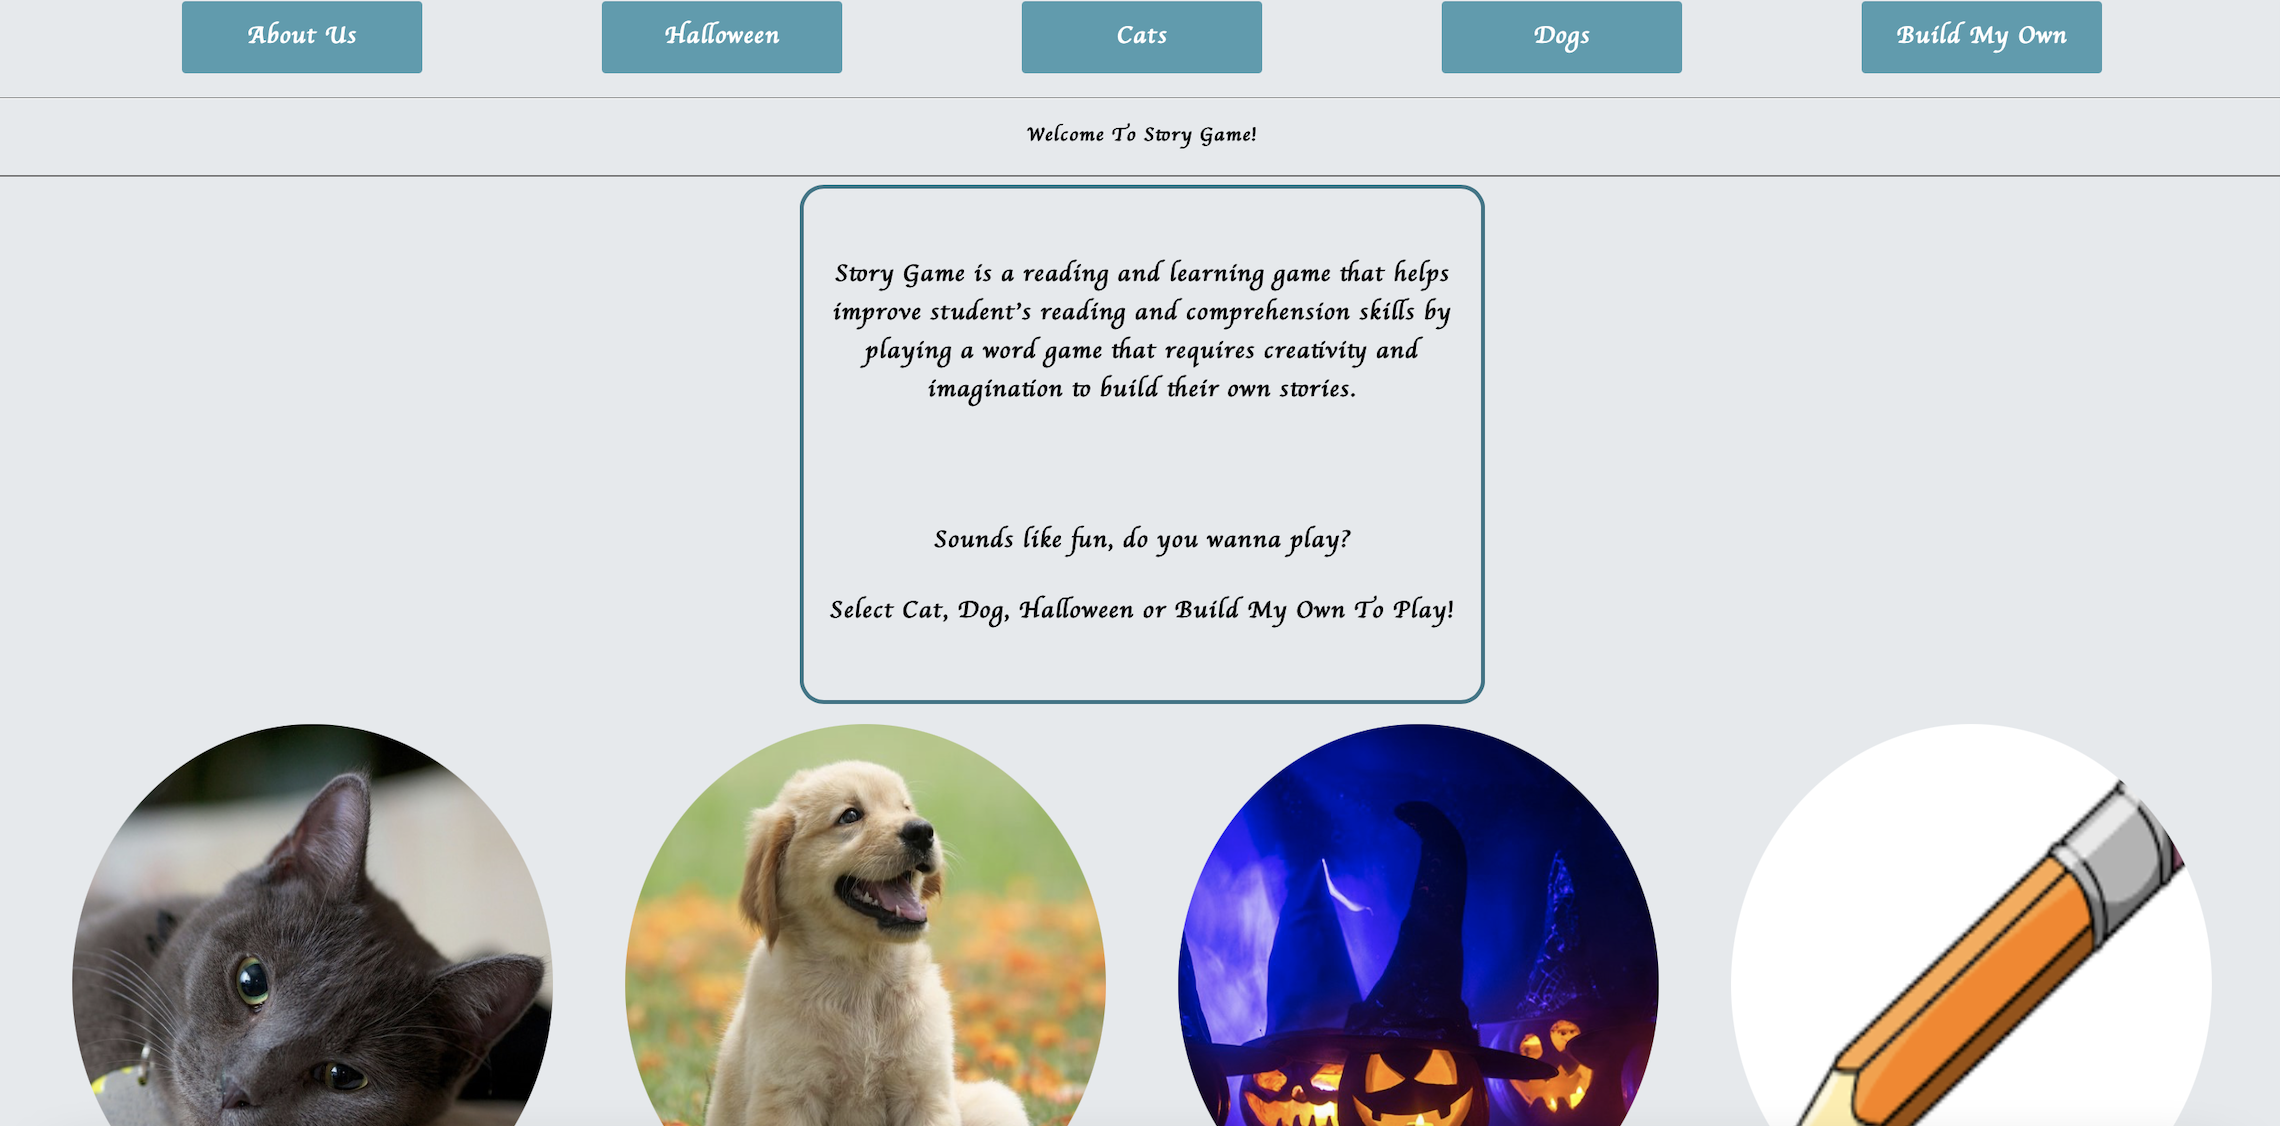 About Us
Halloween
Cats
Dogs
Build My Own
Welcome To Story Game!
Story Game is a reading and learning game that helps
improve student's reading and comprehension skills by
playing a word game that requires creativity and
imagination to build their own stories.
Sounds like fun, do you wanna play?
Select Cat, Dog, Halloween or Build My Own To Play!